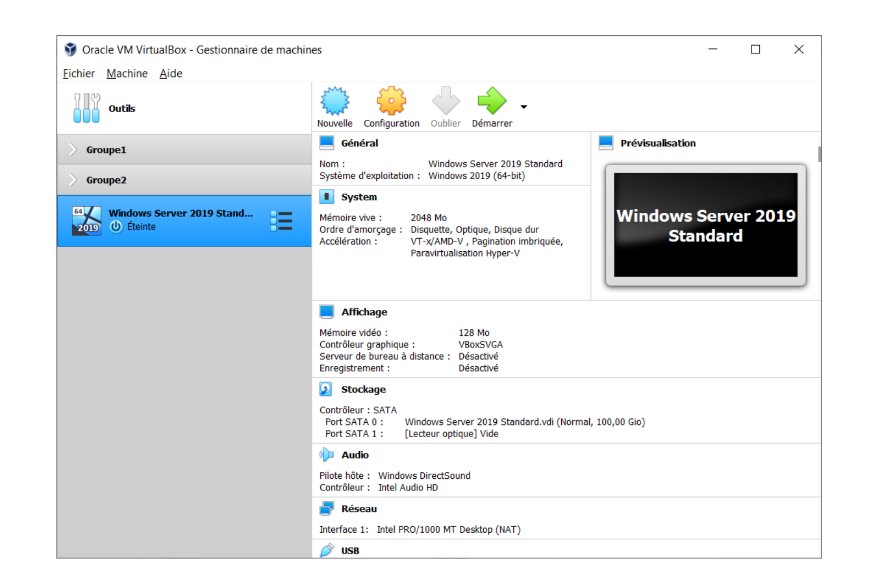 Oracle VM VirtualBox - Gestionnaire de machines
Fichier Machine Aide
Outils
Nouvelle Configuration Oublier Démarrer
Groupe1
Groupe2
64
2019
Windows Server 2019 Stand...
Éteinte
Général
Nom : Windows Server 2019 Standard
Système d'exploitation : Windows 2019 (64-bit)
System
Mémoire vive : 2048 Mo
Ordre d'amorçage : Disquette, Optique, Disque dur
Accélération : VT-x/AMD-V , Pagination imbriquée,
Paravirtualisation Hyper-V
Prévisualisation
Windows Server 2019
Standard
Affichage
Mémoire vidéo : 128 Mo
Contrôleur graphique : VBoxSVGA
Serveur de bureau à distance : Désactivé
Enregistrement : Désactivé
Stockage
Contrôleur : SATA
Port SATA 0 : Windows Server 2019 Standard.vdi (Normal, 100,00 Gio)
Port SATA 1 : [Lecteur optique] Vide
Audio
Pilote hôte : Windows DirectSound
Contrôleur : Intel Audio HD
Réseau
Interface 1: Intel PRO/1000 MT Desktop (NAT)
USB